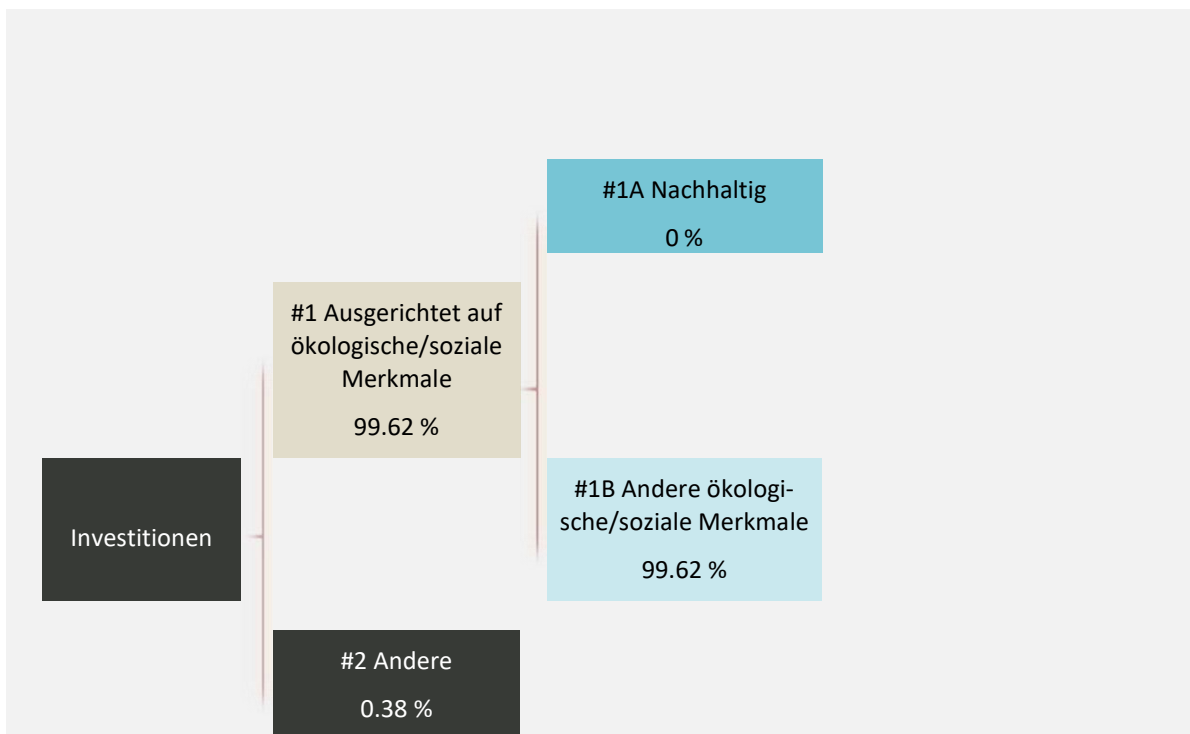 #1A Nachhaltig
0 %
#1 Ausgerichtet auf
ökologische/soziale
Merkmale
99.62 %
#1B Andere ökologi-
sche/soziale Merkmale
99.62 %
Investitionen
#2 Andere
0.38 %